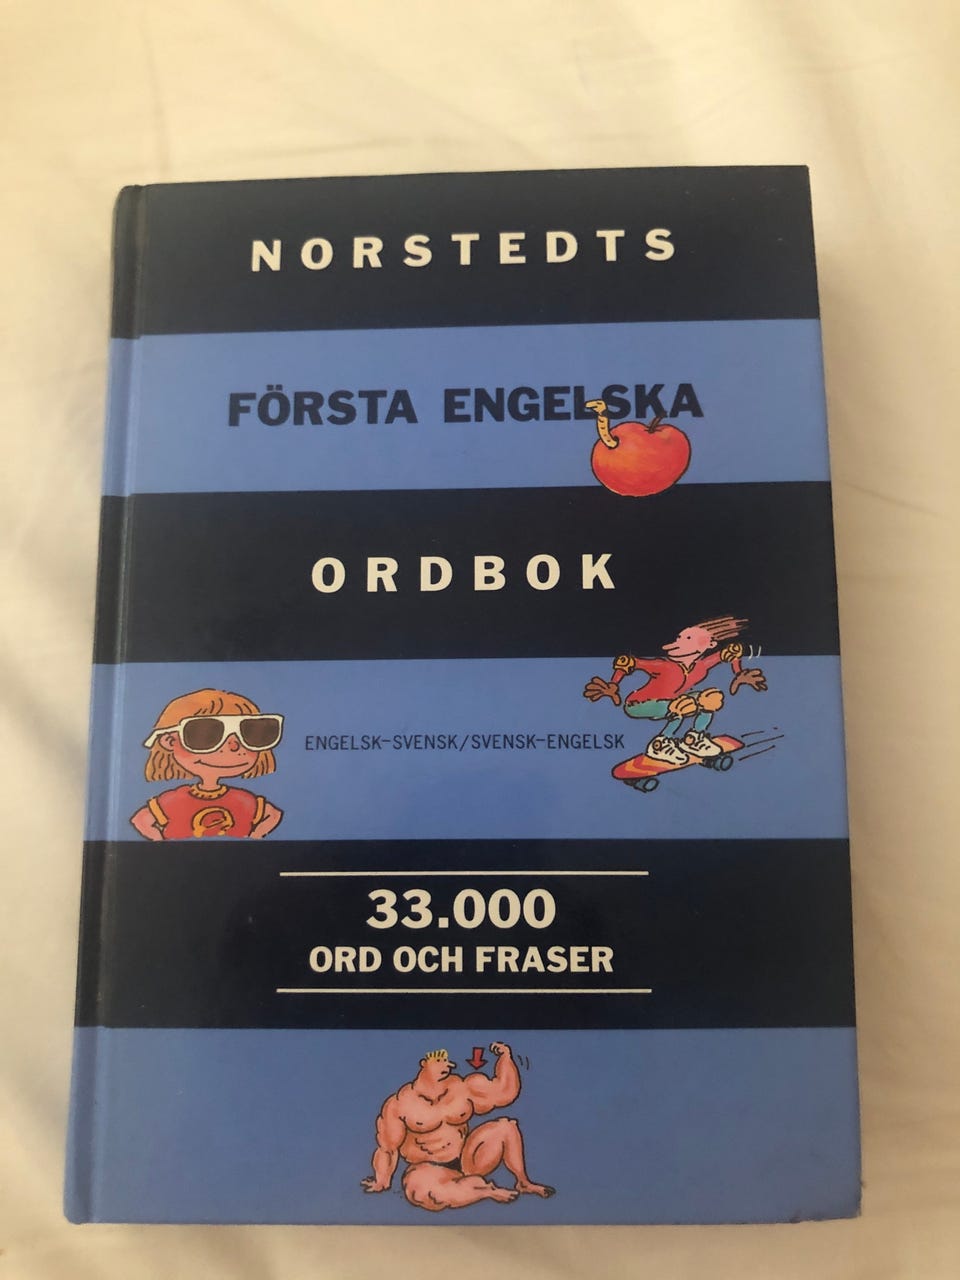 NORSTEDTS
FÖRSTA ENGELSKA
ORDBOK
ENGELSK-SVENSK/SVENSK-ENGELSK
33.000
ORD OCH FRASER